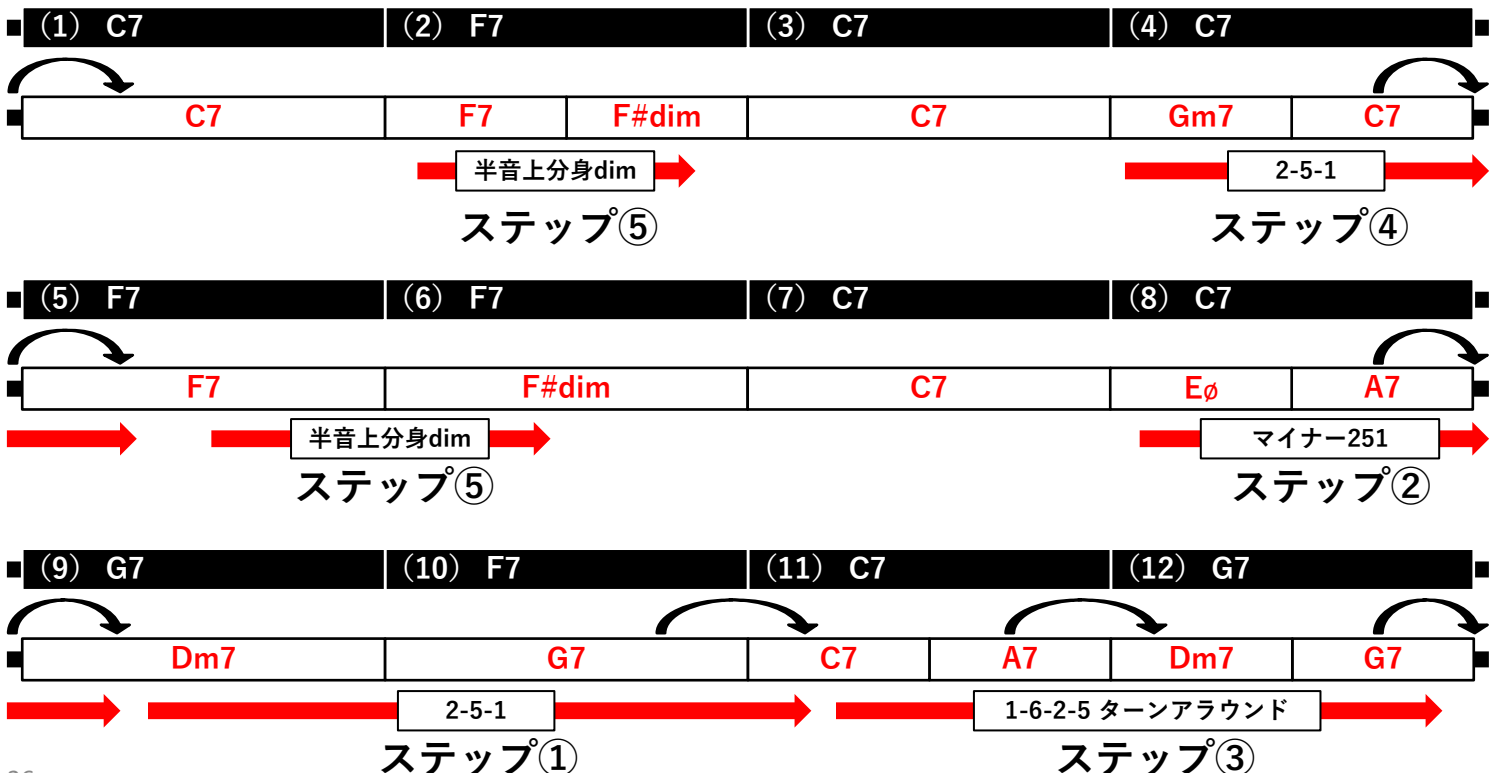 (1) C7 (2) F7 (3) C7 (4) C7
C7 F7 F#dim C7 Gm7 C7
半音上分身dim 2-5-1
ステップ⑤ ステップ④
(5) F7 (6) F7 (7) C7 (8) C7
F7 F#dim C7 Eø A7
半音上分身dim マイナー251
ステップ⑤ ステップ②
(9) G7 (10) F7 (11) C7 (12) G7
Dm7 G7 C7 A7 Dm7 G7
2-5-1 1-6-2-5 ターンアラウンド
ステップ① ステップ③